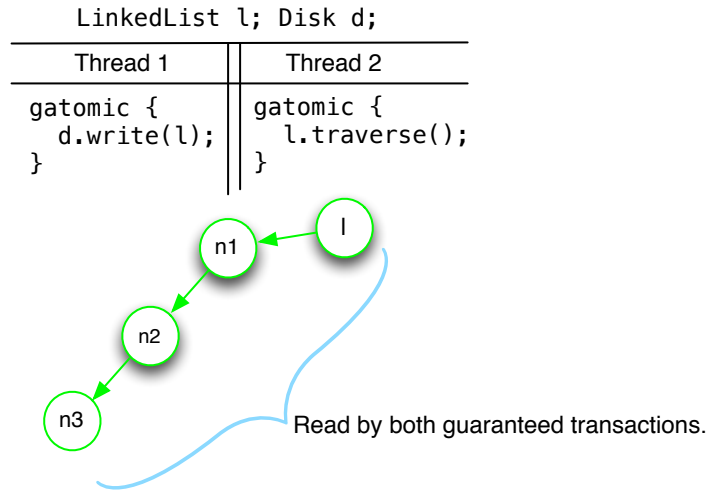 LinkedList l; Disk d;
Thread 1
Thread 2
gatomic {
d.write(l);
}
gatomic {
l.traverse();
}
l
n1
n2
n3
Read by both guaranteed transactions.